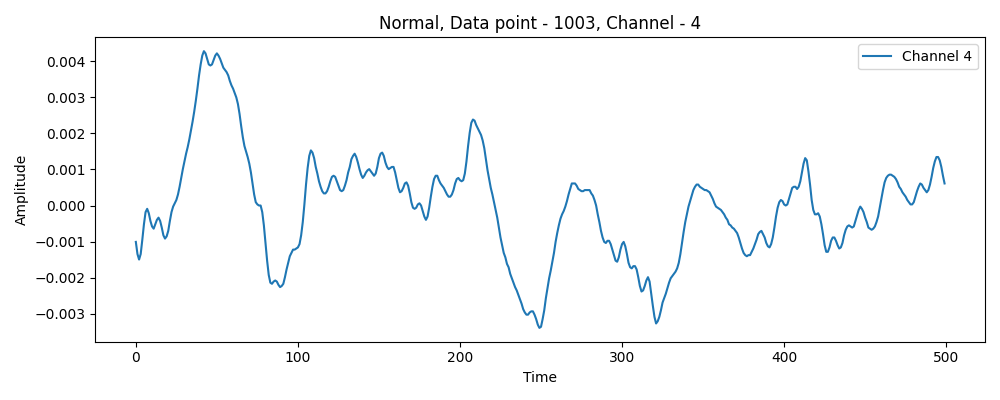 Normal, Data point - 1003, Channel - 4
Channel 4
Amplitude
0.004
0.003
0.002
0.001
0.000
−0.001
−0.002
−0.003
0 100 200 300 400 500
Time